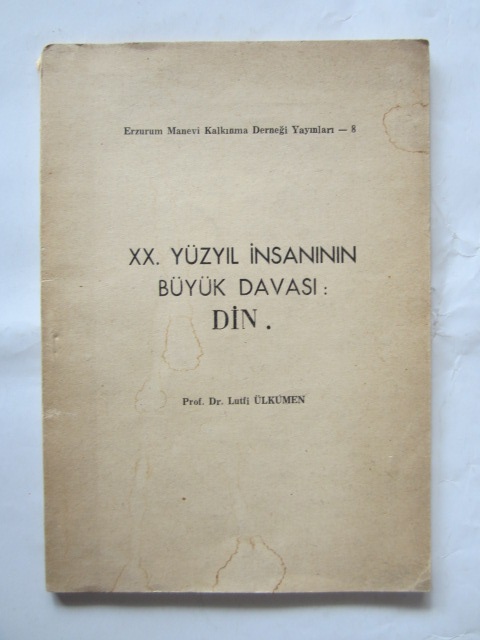 Erzurum Manevi Kalkınma Derneği Yayınları — 8
XX. YÜZYIL İNSANININ
BÜYÜK DAVASI :
DİN .
Prof. Dr. Lutfi ÜLKÜMEN